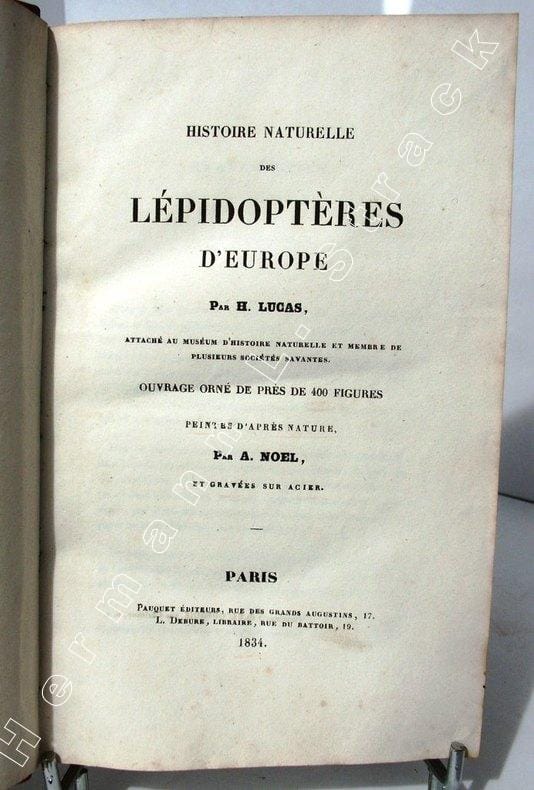 HISTOIRE NATURELLE
DES
LÉPIDOPTÈRES
D'EUROPE
PAR H. LUCAS,
ATTACHÉ AU MUSÉUM D'HISTOIRE NATURELLE ET MEMBRE DE
PLUSIEURS SOCIÉTÉS SAVANTES.
OUVRAGE ORNÉ DE PRÈS DE 400 FIGURES
PEINTES D'APRÈS NATURE,
PAR A. NOEL,
ET GRAVÉES SUR ACIER.
PARIS
PAUQUET ÉDITEURS, RUE DES GRANDS AUGUSTINS, 17.
L. DEBURE, LIBRAIRE, RUE DU BATTOIR, 19.
1834.
Hermann L. Strack